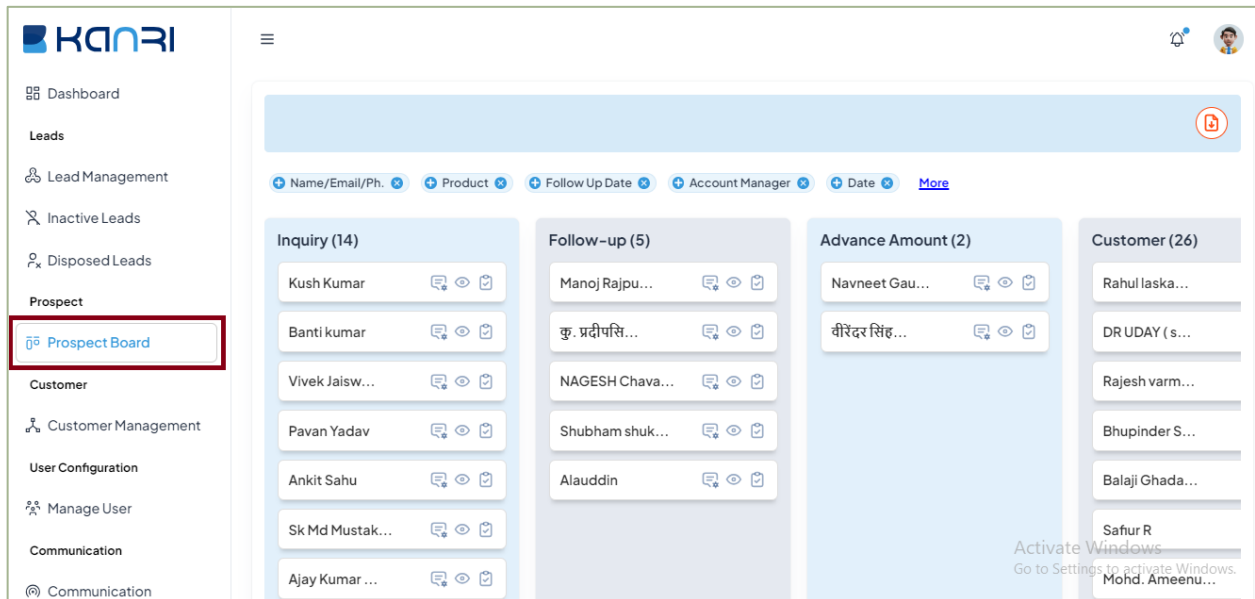 KANRI
Dashboard
Leads
Lead Management
Inactive Leads
Disposed Leads
Prospect
Prospect Board
Customer
Customer Management
User Configuration
Manage User
Communication
Communication
Name/Email/Ph.
Product
Follow Up Date
Account Manager
Date
More
Inquiry (14)
Kush Kumar
Banti kumar
Vivek Jaisw...
Pavan Yadav
Ankit Sahu
Sk Md Mustak...
Ajay Kumar ...
Follow-up (5)
Manoj Rajpu...
कु. प्रदीपसि...
NAGESH Chava...
Shubham shuk...
Alauddin
Advance Amount (2)
Navneet Gau...
वीरेंदर सिंह...
Customer (26)
Rahul laska...
DR UDAY ( s...
Rajesh varm...
Bhupinder S...
Balaji Ghada...
Safiur R
Mohd. Ameenu...
Activate Windows
Go to Settings to activate Windows.